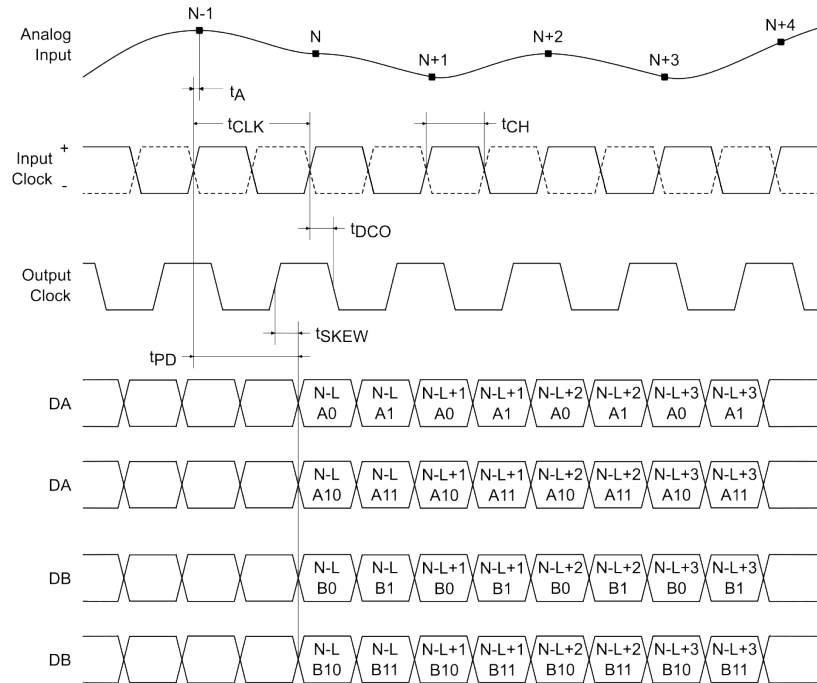 N-1
N
N+1
N+2
N+3
N+4
Analog
Input
tA
tCLK
tCH
Input
Clock
+
-
tDCO
Output
Clock
tSKEW
tPD
DA
N-L N-L N-L+1 N-L+1 N-L+2 N-L+2 N-L+3 N-L+3
A0 A1 A0 A1 A0 A1 A0 A1
DA
N-L N-L N-L+1 N-L+1 N-L+2 N-L+2 N-L+3 N-L+3
A10 A11 A10 A11 A10 A11 A10 A11
DB
N-L N-L N-L+1 N-L+1 N-L+2 N-L+2 N-L+3 N-L+3
B0 B1 B0 B1 B0 B1 B0 B1
DB
N-L N-L N-L+1 N-L+1 N-L+2 N-L+2 N-L+3 N-L+3
B10 B11 B10 B11 B10 B11 B10 B11